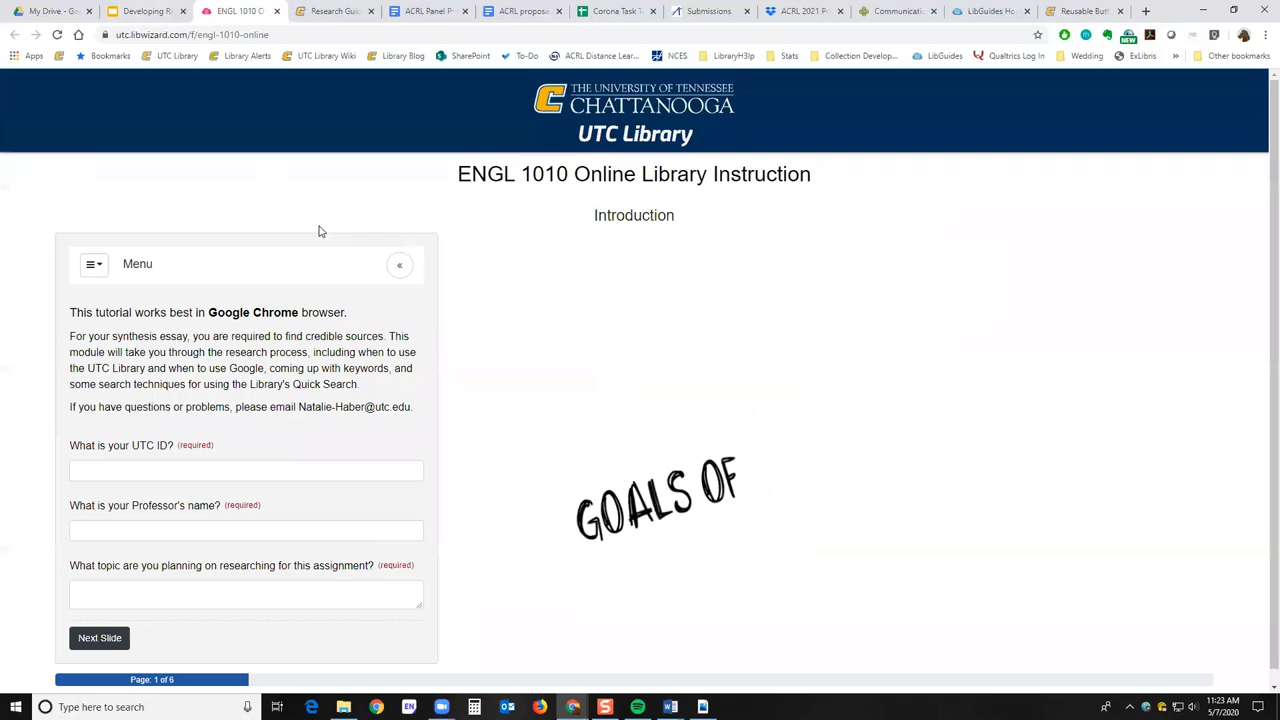 My Drive - Goo
Developing Re
ENGL 1010 O
Research Guid
ACRL Panel Pr
ACRL proposa
Corona Task T
Submissions
ACRL 2021 Pr
Communicati
LibGuides Ho
Reusable Butt
utc.libwizard.com/f/engl-1010-online
Apps
Bookmarks
UTC Library
Library Alerts
UTC Library Wiki
Library Blog
SharePoint
To-Do
ACRL Distance Lear...
NCES
LibraryH3lp
Stats
Collection Develop...
LibGuides
Qualtrics Log In
Wedding
ExLibris
»
Other bookmarks
THE UNIVERSITY OF TENNESSEE
CHATTANOOGA
UTC Library
ENGL 1010 Online Library Instruction
Introduction
Menu
«
This tutorial works best in Google Chrome browser.
For your synthesis essay, you are required to find credible sources. This
module will take you through the research process, including when to use
the UTC Library and when to use Google, coming up with keywords, and
some search techniques for using the Library's Quick Search.
If you have questions or problems, please email Natalie-Haber@utc.edu.
What is your UTC ID? (required)
What is your Professor's name? (required)
What topic are you planning on researching for this assignment? (required)
Next Slide
Page: 1 of 6
GOALS OF
Type here to search
EN
11:23 AM
5/7/2020